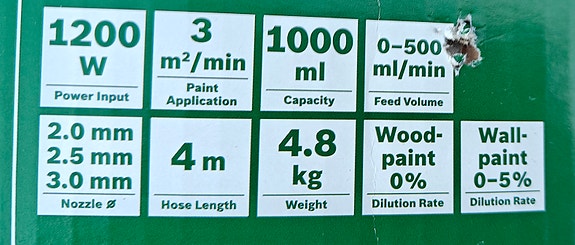 1200
W
Power Input
3
m²/min
Paint
Application
1000
ml
Capacity
0–500
ml/min
Feed Volume
2.0 mm
2.5 mm
3.0 mm
Nozzle Ø
4 m
Hose Length
4.8
kg
Weight
Wood-
paint
0%
Dilution Rate
Wall-
paint
0–5%
Dilution Rate